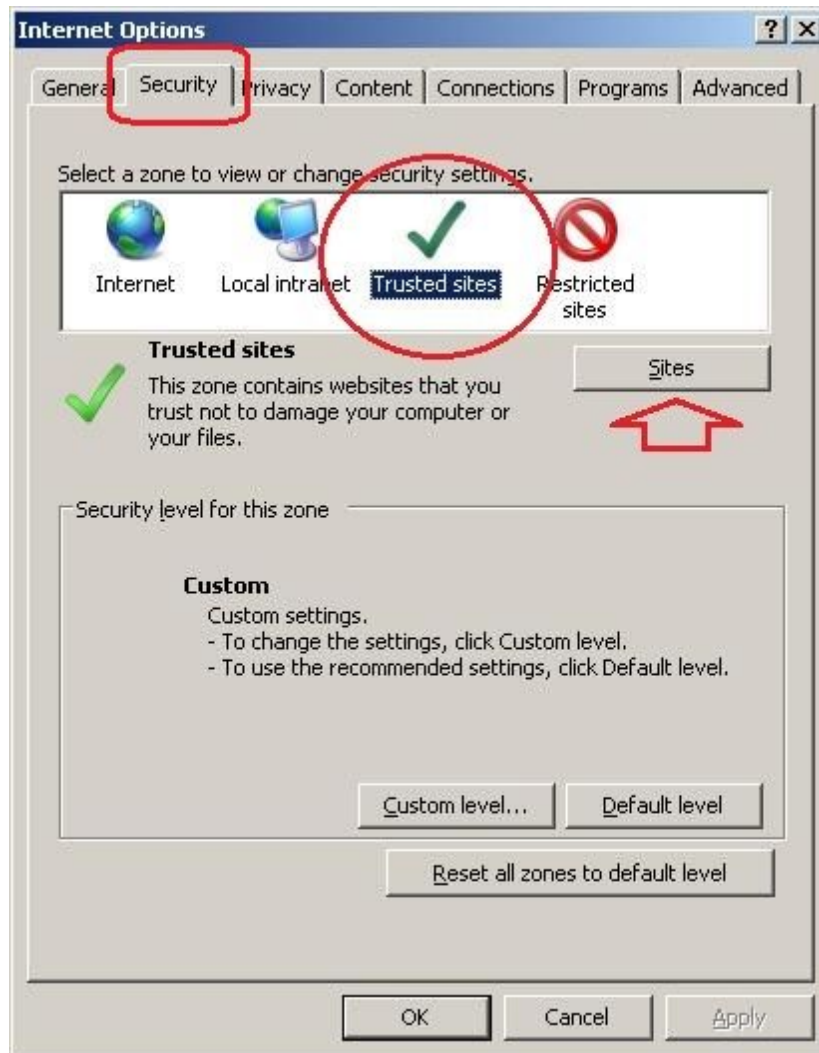 Internet Options
General Security Privacy Content Connections Programs Advanced
Select a zone to view or change security settings.
Internet Local intranet Trusted sites Restricted sites
Trusted sites
Sites
This zone contains websites that you
trust not to damage your computer or
your files.
Security level for this zone
Custom
Custom settings.
- To change the settings, click Custom level.
- To use the recommended settings, click Default level.
Custom level... Default level
Reset all zones to default level
OK Cancel Apply